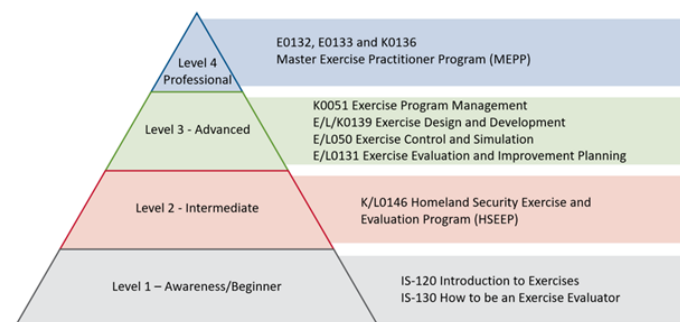 Level 4
Professional
E0132, E0133 and K0136
Master Exercise Practitioner Program (MEPP)
Level 3 - Advanced
K0051 Exercise Program Management
E/L/K0139 Exercise Design and Development
E/L050 Exercise Control and Simulation
E/L0131 Exercise Evaluation and Improvement Planning
Level 2 - Intermediate
K/L0146 Homeland Security Exercise and
Evaluation Program (HSEEP)
Level 1 – Awareness/Beginner
IS-120 Introduction to Exercises
IS-130 How to be an Exercise Evaluator